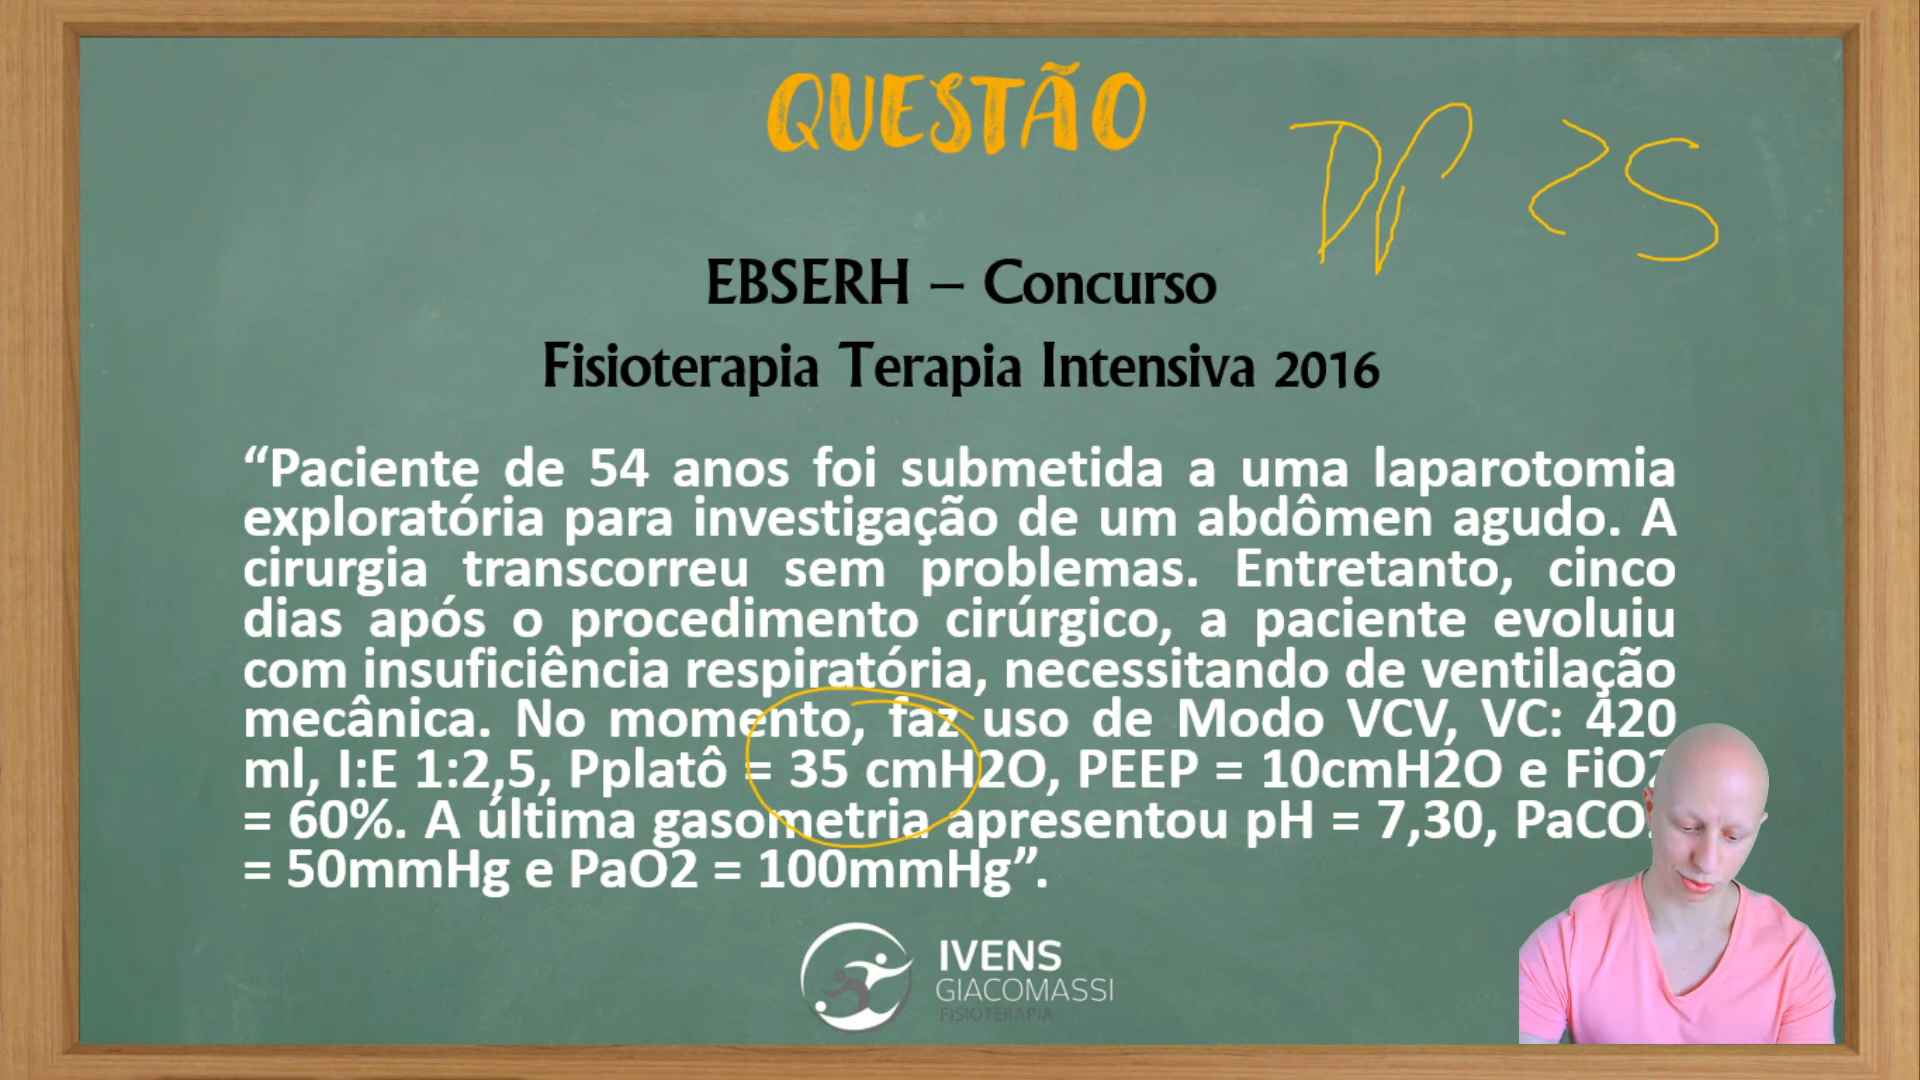 QUESTÃO
DP 25
EBSERH – Concurso
Fisioterapia Terapia Intensiva 2016
“Paciente de 54 anos foi submetida a uma laparotomia
exploratória para investigação de um abdômen agudo. A
cirurgia transcorreu sem problemas. Entretanto, cinco
dias após o procedimento cirúrgico, a paciente evoluiu
com insuficiência respiratória, necessitando de ventilação
mecânica. No momento, faz uso de Modo VCV, VC: 420
ml, I:E 1:2,5, Pplatô = 35 cmH2O, PEEP = 10cmH2O e FiO2
= 60%. A última gasometria apresentou pH = 7,30, PaCO2
= 50mmHg e PaO2 = 100mmHg”.
IVENS
GIACOMASSI
FISIOTERAPIA